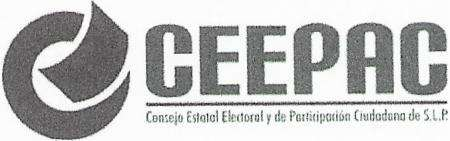 CEEPAC
Consejo Estatal Electoral y de Participación Ciudadana de S.L.P.